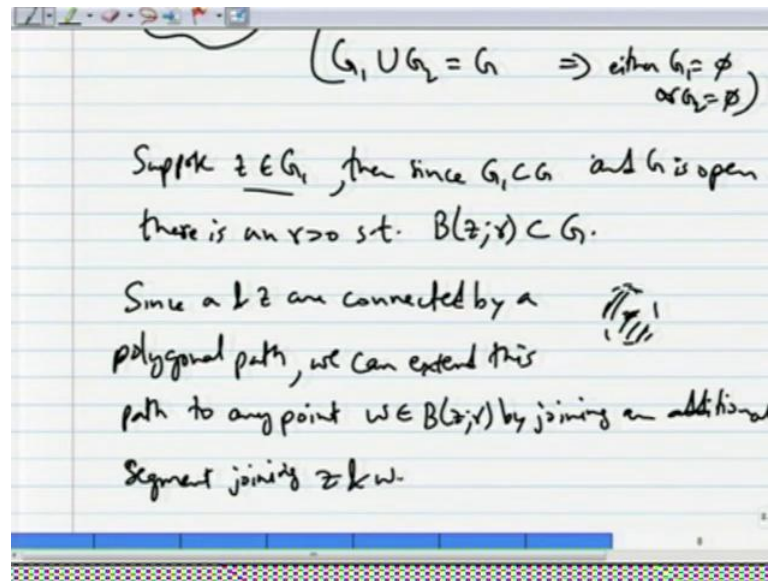 (G₁ ∪ G₂ = G ⇒ either G₁ = φ
or G₂ = φ)
Suppose z ∈ G₁, then since G₁ ⊂ G and G is open
there is an r>0 s.t. B(z;r) ⊂ G.
Since a & z are connected by a
polygonal path, we can extend this
path to any point w ∈ B(z;r) by joining an additional
segment joining z & w.
8